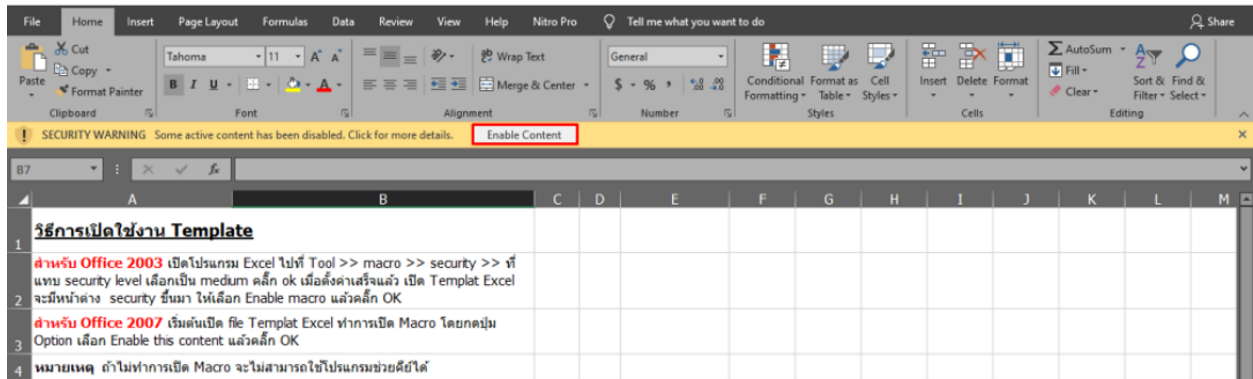 File Home Insert Page Layout Formulas Data Review View Help Nitro Pro Tell me what you want to do Share
Cut
Copy
Format Painter
Paste
Clipboard
Tahoma 11 A A
B I U A
Font
Wrap Text
Merge & Center
Alignment
General
$ % ,
Number
Conditional Formatting
Format as Table
Cell Styles
Styles
Insert Delete Format
Cells
AutoSum
Fill
Clear
Sort & Filter
Find & Select
Editing
SECURITY WARNING Some active content has been disabled. Click for more details. Enable Content
B7 fx
A B C D E F G H I J K L M
1 วิธีการเปิดใช้งาน Template
สำหรับ Office 2003 เปิดโปรแกรม Excel ไปที่ Tool >> macro >> security >> ที่
แทบ security level เลือกเป็น medium คลิ๊ก ok เมื่อตั้งค่าเสร็จแล้ว เปิด Templat Excel
2 จะมีหน้าต่าง security ขึ้นมา ให้เลือก Enable macro แล้วคลิ๊ก OK
สำหรับ Office 2007 เริ่มต้นเปิด file Templat Excel ทำการเปิด Macro โดยกดปุ่ม
3 Option เลือก Enable this content แล้วคลิ๊ก OK
4 หมายเหตุ ถ้าไม่ทำการเปิด Macro จะไม่สามารถใช้โปรแกรมช่วยคีย์ได้